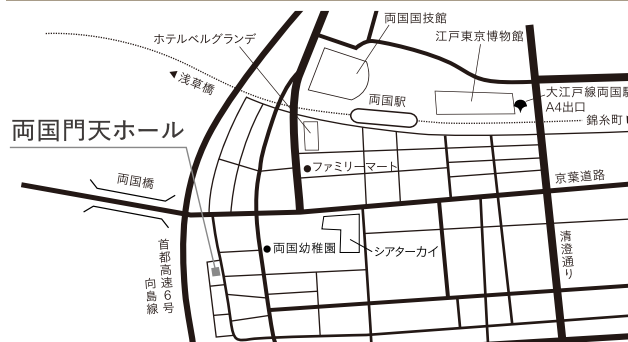 両国国技館
江戸東京博物館
ホテルベルグランデ
浅草橋
両国駅
大江戸線両国駅
A4出口
錦糸町
両国門天ホール
ファミリーマート
京葉道路
両国橋
両国幼稚園
シアターカイ
清澄通り
首都高速6号
向島線